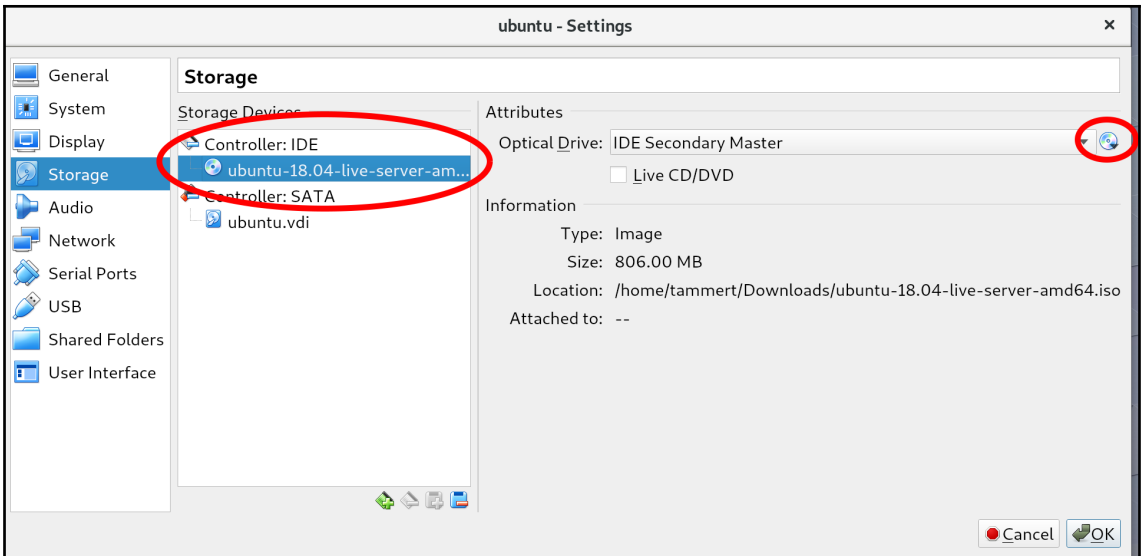 ubuntu - Settings
General
System
Display
Storage
Audio
Network
Serial Ports
USB
Shared Folders
User Interface
Storage
Storage Devices
Controller: IDE
ubuntu-18.04-live-server-am...
Controller: SATA
ubuntu.vdi
Attributes
Optical Drive: IDE Secondary Master
Live CD/DVD
Information
Type: Image
Size: 806.00 MB
Location: /home/tammert/Downloads/ubuntu-18.04-live-server-amd64.iso
Attached to: --
Cancel OK